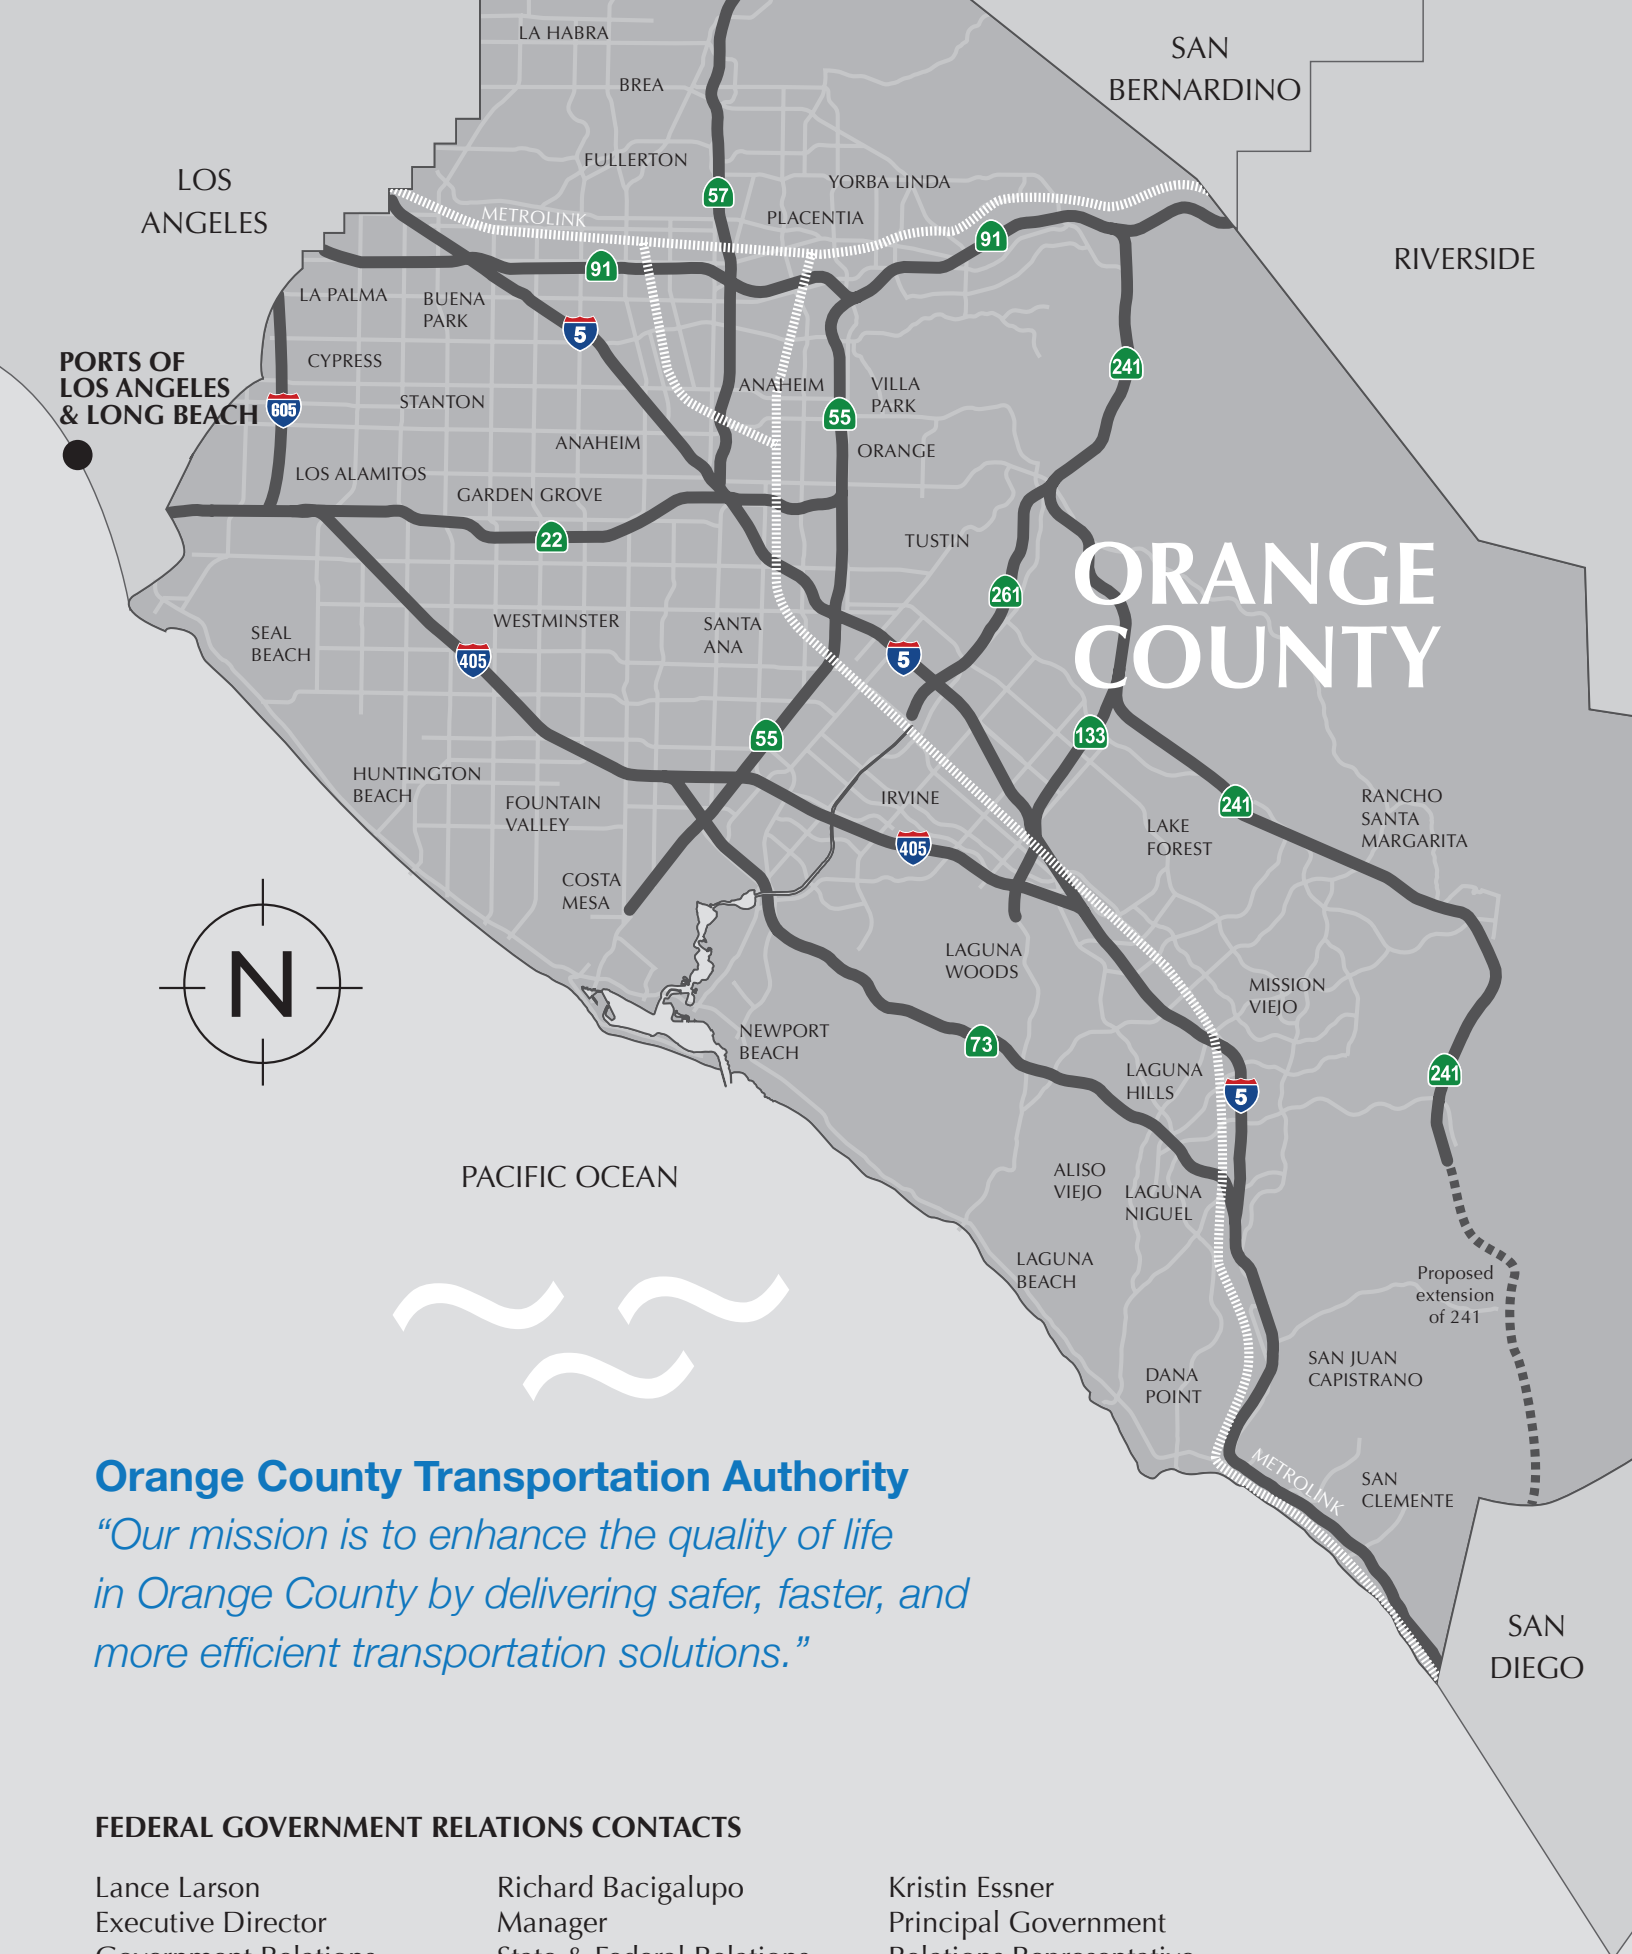 LA HABRA
SAN
BERNARDINO
BREA
FULLERTON
LOS
ANGELES
YORBA LINDA
57
PLACENTIA
METROLINK
91
91
RIVERSIDE
LA PALMA
BUENA
PARK
5
PORTS OF
LOS ANGELES
& LONG BEACH
CYPRESS
241
ANAHEIM
VILLA
PARK
STANTON
605
55
ANAHEIM
ORANGE
LOS ALAMITOS
GARDEN GROVE
22
TUSTIN
ORANGE
COUNTY
261
WESTMINSTER
SANTA
ANA
SEAL
BEACH
405
5
55
133
HUNTINGTON
BEACH
FOUNTAIN
VALLEY
IRVINE
241
RANCHO
SANTA
MARGARITA
LAKE
FOREST
405
COSTA
MESA
N
LAGUNA
WOODS
MISSION
VIEJO
NEWPORT
BEACH
73
LAGUNA
HILLS
241
5
PACIFIC OCEAN
ALISO
VIEJO
LAGUNA
NIGUEL
LAGUNA
BEACH
Proposed
extension
of 241
DANA
POINT
SAN JUAN
CAPISTRANO
METROLINK
SAN
CLEMENTE
Orange County Transportation Authority
“Our mission is to enhance the quality of life
in Orange County by delivering safer, faster, and
more efficient transportation solutions.”
SAN
DIEGO
FEDERAL GOVERNMENT RELATIONS CONTACTS
Lance Larson
Executive Director
Government Relations
Richard Bacigalupo
Manager
State & Federal Relations
Kristin Essner
Principal Government
Relations Representative